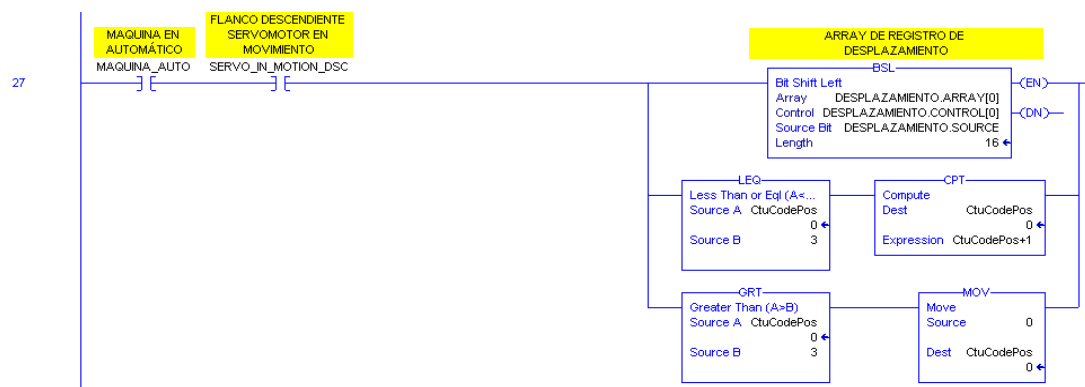 FLANCO DESCENDIENTE
MAQUINA EN SERVOMOTOR EN
AUTOMÁTICO MOVIMIENTO
MAQUINA_AUTO SERVO_IN_MOTION_DSC
ARRAY DE REGISTRO DE
DESPLAZAMIENTO
27
BSL
Bit Shift Left
Array DESPLAZAMIENTO.ARRAY[0]
Control DESPLAZAMIENTO.CONTROL[0]
Source Bit DESPLAZAMIENTO.SOURCE
Length 16
EN
DN
LEQ
Less Than or Eql (A<...
Source A CtuCodePos
0
Source B 3
CPT
Compute
Dest CtuCodePos
0
Expression CtuCodePos+1
GRT
Greater Than (A>B)
Source A CtuCodePos
0
Source B 3
MOV
Move
Source 0
Dest CtuCodePos
0